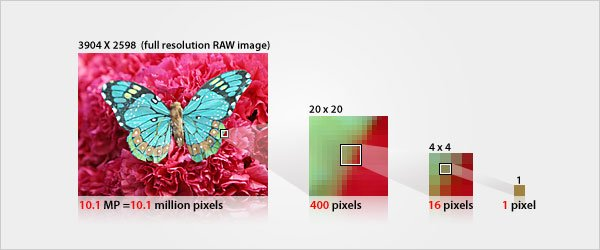 3904 X 2598 (full resolution RAW image)
20 x 20
4 x 4
1
10.1 MP =10.1 million pixels
400 pixels
16 pixels
1 pixel